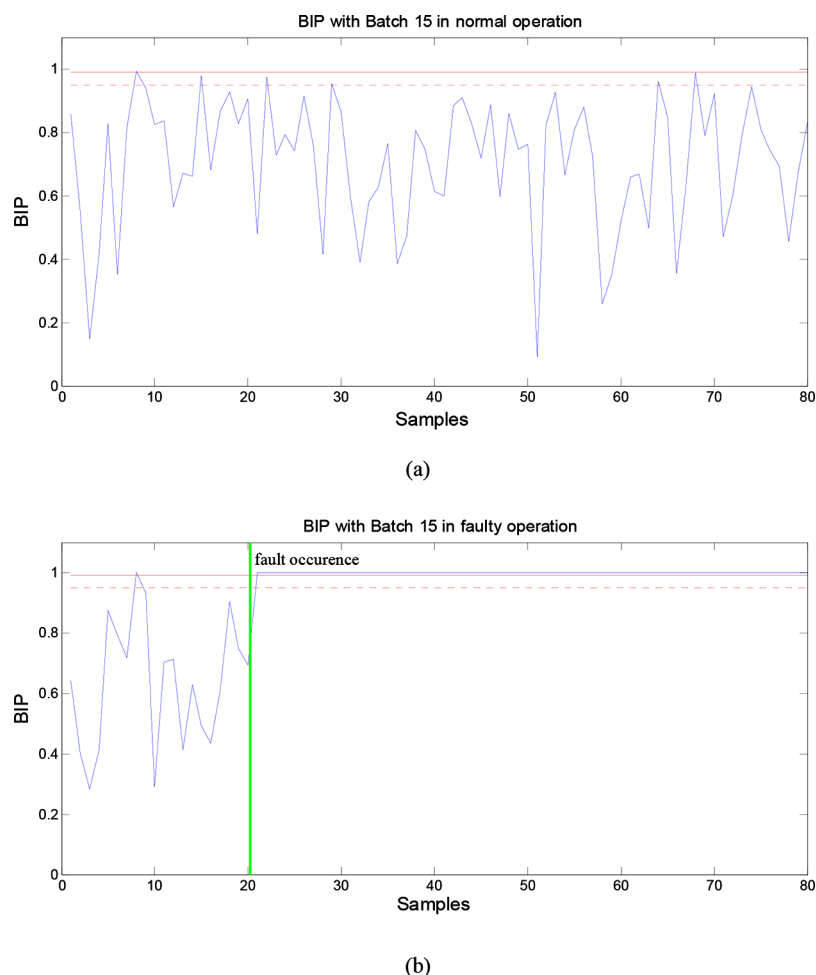 BIP with Batch 15 in normal operation
1
0.8
0.6
0.4
0.2
0
BIP
0 10 20 30 40 50 60 70 80
Samples
(a)
BIP with Batch 15 in faulty operation
fault occurence
1
0.8
0.6
0.4
0.2
0
BIP
0 10 20 30 40 50 60 70 80
Samples
(b)